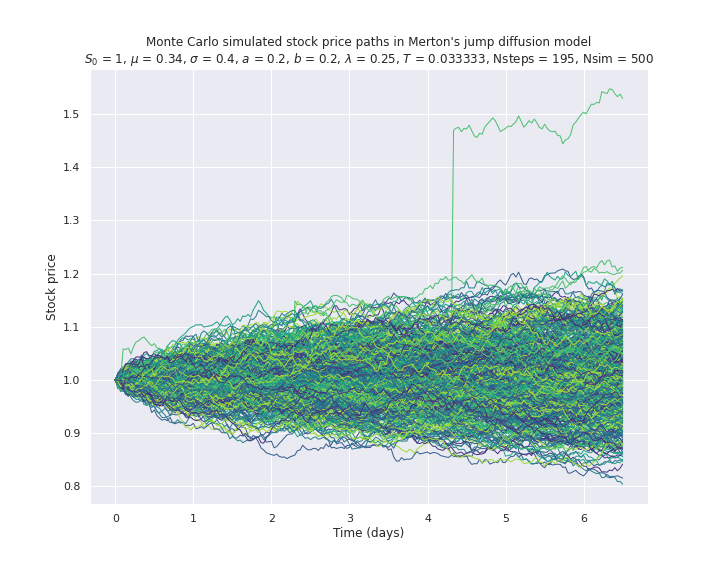 Monte Carlo simulated stock price paths in Merton's jump diffusion model
S₀ = 1, μ = 0.34, σ = 0.4, a = 0.2, b = 0.2, λ = 0.25, T = 0.033333, Nsteps = 195, Nsim = 500
Stock price
1.5
1.4
1.3
1.2
1.1
1.0
0.9
0.8
0 1 2 3 4 5 6
Time (days)